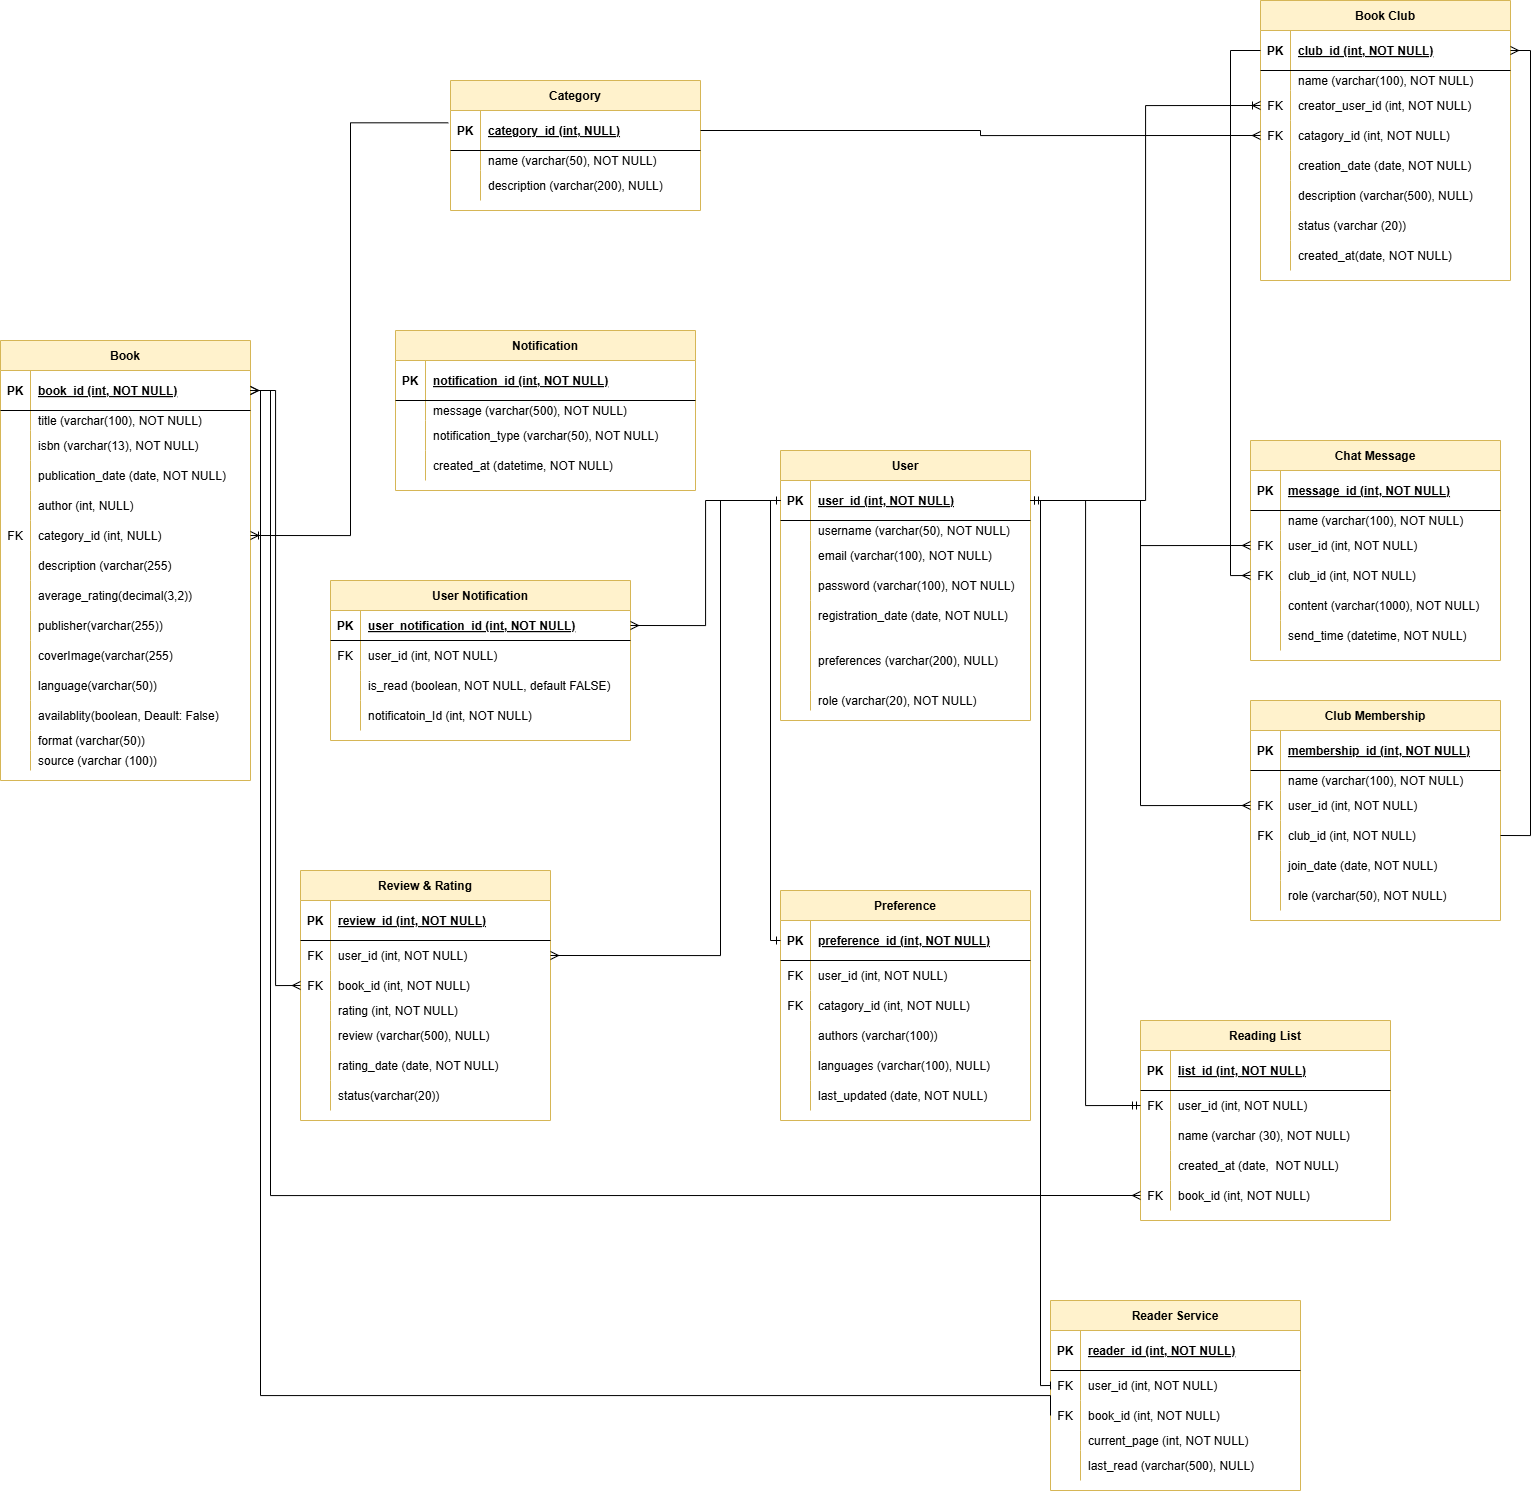 Book Club
PK club_id (int, NOT NULL)
name (varchar(100), NOT NULL)
FK creator_user_id (int, NOT NULL)
FK catagory_id (int, NOT NULL)
creation_date (date, NOT NULL)
description (varchar(500), NULL)
status (varchar (20))
created_at(date, NOT NULL)
Category
PK category_id (int, NULL)
name (varchar(50), NOT NULL)
description (varchar(200), NULL)
Notification
PK notification_id (int, NOT NULL)
message (varchar(500), NOT NULL)
notification_type (varchar(50), NOT NULL)
created_at (datetime, NOT NULL)
Book
PK book_id (int, NOT NULL)
title (varchar(100), NOT NULL)
isbn (varchar(13), NOT NULL)
publication_date (date, NOT NULL)
author (int, NULL)
FK category_id (int, NULL)
description (varchar(255)
average_rating(decimal(3,2))
publisher(varchar(255))
coverImage(varchar(255)
language(varchar(50))
availablity(boolean, Deault: False)
format (varchar(50))
source (varchar (100))
User
PK user_id (int, NOT NULL)
username (varchar(50), NOT NULL)
email (varchar(100), NOT NULL)
password (varchar(100), NOT NULL)
registration_date (date, NOT NULL)
preferences (varchar(200), NULL)
role (varchar(20), NOT NULL)
Chat Message
PK message_id (int, NOT NULL)
name (varchar(100), NOT NULL)
FK user_id (int, NOT NULL)
FK club_id (int, NOT NULL)
content (varchar(1000), NOT NULL)
send_time (datetime, NOT NULL)
User Notification
PK user_notification_id (int, NOT NULL)
FK user_id (int, NOT NULL)
is_read (boolean, NOT NULL, default FALSE)
notificatoin_Id (int, NOT NULL)
Club Membership
PK membership_id (int, NOT NULL)
name (varchar(100), NOT NULL)
FK user_id (int, NOT NULL)
FK club_id (int, NOT NULL)
join_date (date, NOT NULL)
role (varchar(50), NOT NULL)
Review & Rating
PK review_id (int, NOT NULL)
FK user_id (int, NOT NULL)
FK book_id (int, NOT NULL)
rating (int, NOT NULL)
review (varchar(500), NULL)
rating_date (date, NOT NULL)
status(varchar(20))
Preference
PK preference_id (int, NOT NULL)
FK user_id (int, NOT NULL)
FK catagory_id (int, NOT NULL)
authors (varchar(100))
languages (varchar(100), NULL)
last_updated (date, NOT NULL)
Reading List
PK list_id (int, NOT NULL)
FK user_id (int, NOT NULL)
name (varchar (30), NOT NULL)
created_at (date, NOT NULL)
FK book_id (int, NOT NULL)
Reader Service
PK reader_id (int, NOT NULL)
FK user_id (int, NOT NULL)
FK book_id (int, NOT NULL)
current_page (int, NOT NULL)
last_read (varchar(500), NULL)